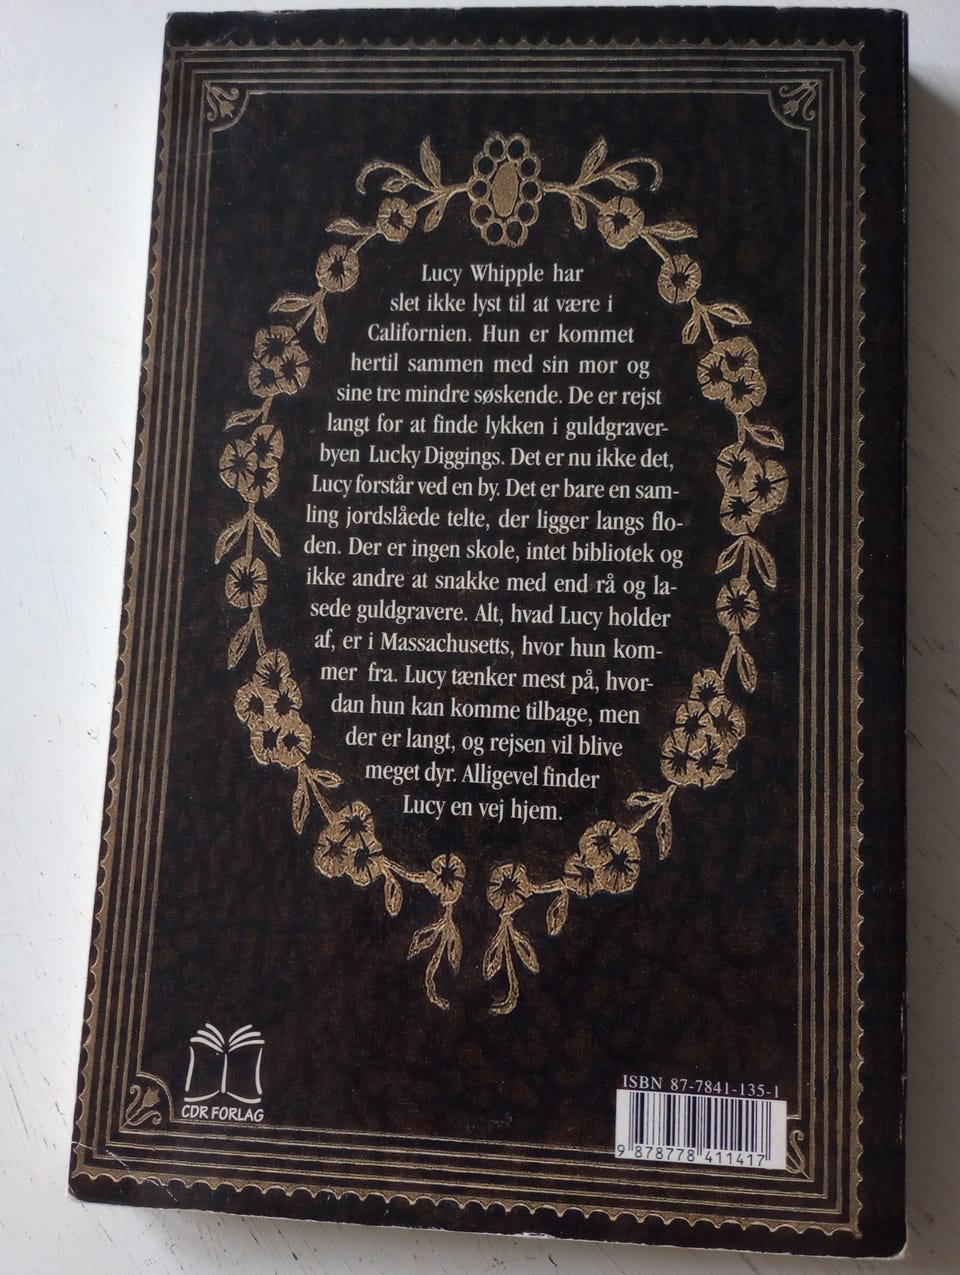 Lucy Whipple har
slet ikke lyst til at være i
Californien. Hun er kommet
hertil sammen med sin mor og
sine tre mindre søskende. De er rejst
langt for at finde lykken i guldgraver-
byen Lucky Diggings. Det er nu ikke det,
Lucy forstår ved en by. Det er bare en sam-
ling jordslåede telte, der ligger langs flo-
den. Der er ingen skole, intet bibliotek og
ikke andre at snakke med end rå og la-
sede guldgravere. Alt, hvad Lucy holder
af, er i Massachusetts, hvor hun kom-
mer fra. Lucy tænker mest på, hvor-
dan hun kan komme tilbage, men
der er langt, og rejsen vil blive
meget dyr. Alligevel finder
Lucy en vej hjem.
CDR FORLAG
ISBN 87-7841-135-1
9 878778 411417